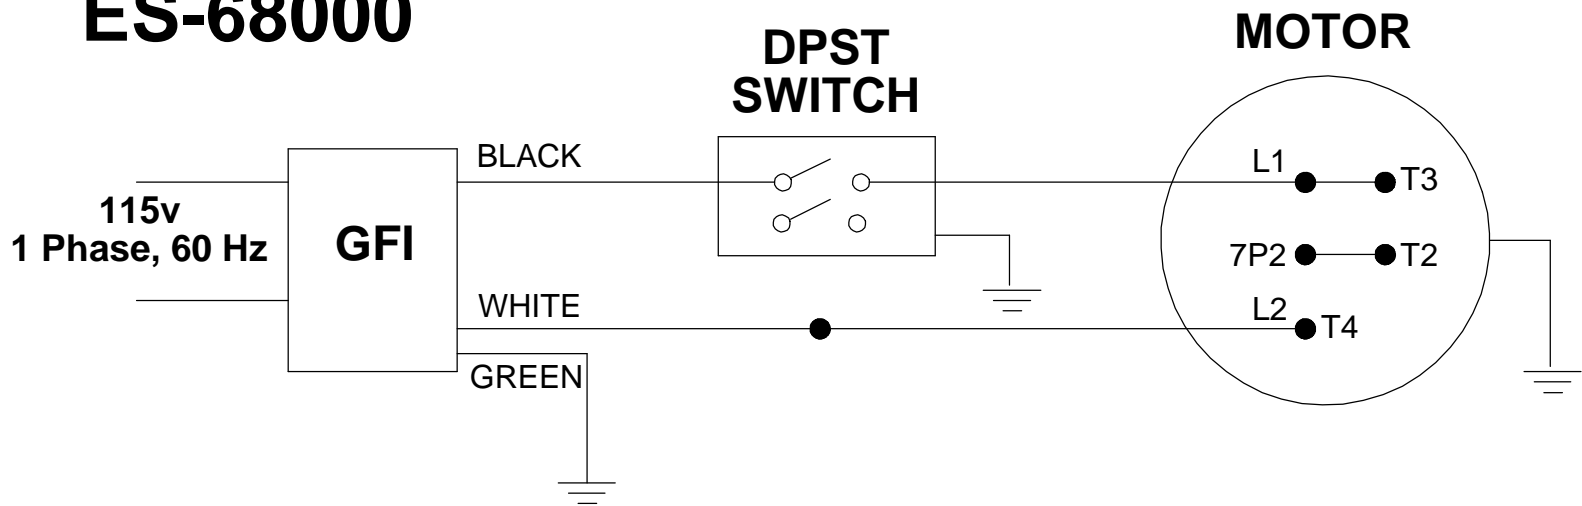 ES-68000
DPST
SWITCH
MOTOR
115v
1 Phase, 60 Hz
GFI
BLACK
WHITE
GREEN
L1
T3
7P2
T2
L2
T4